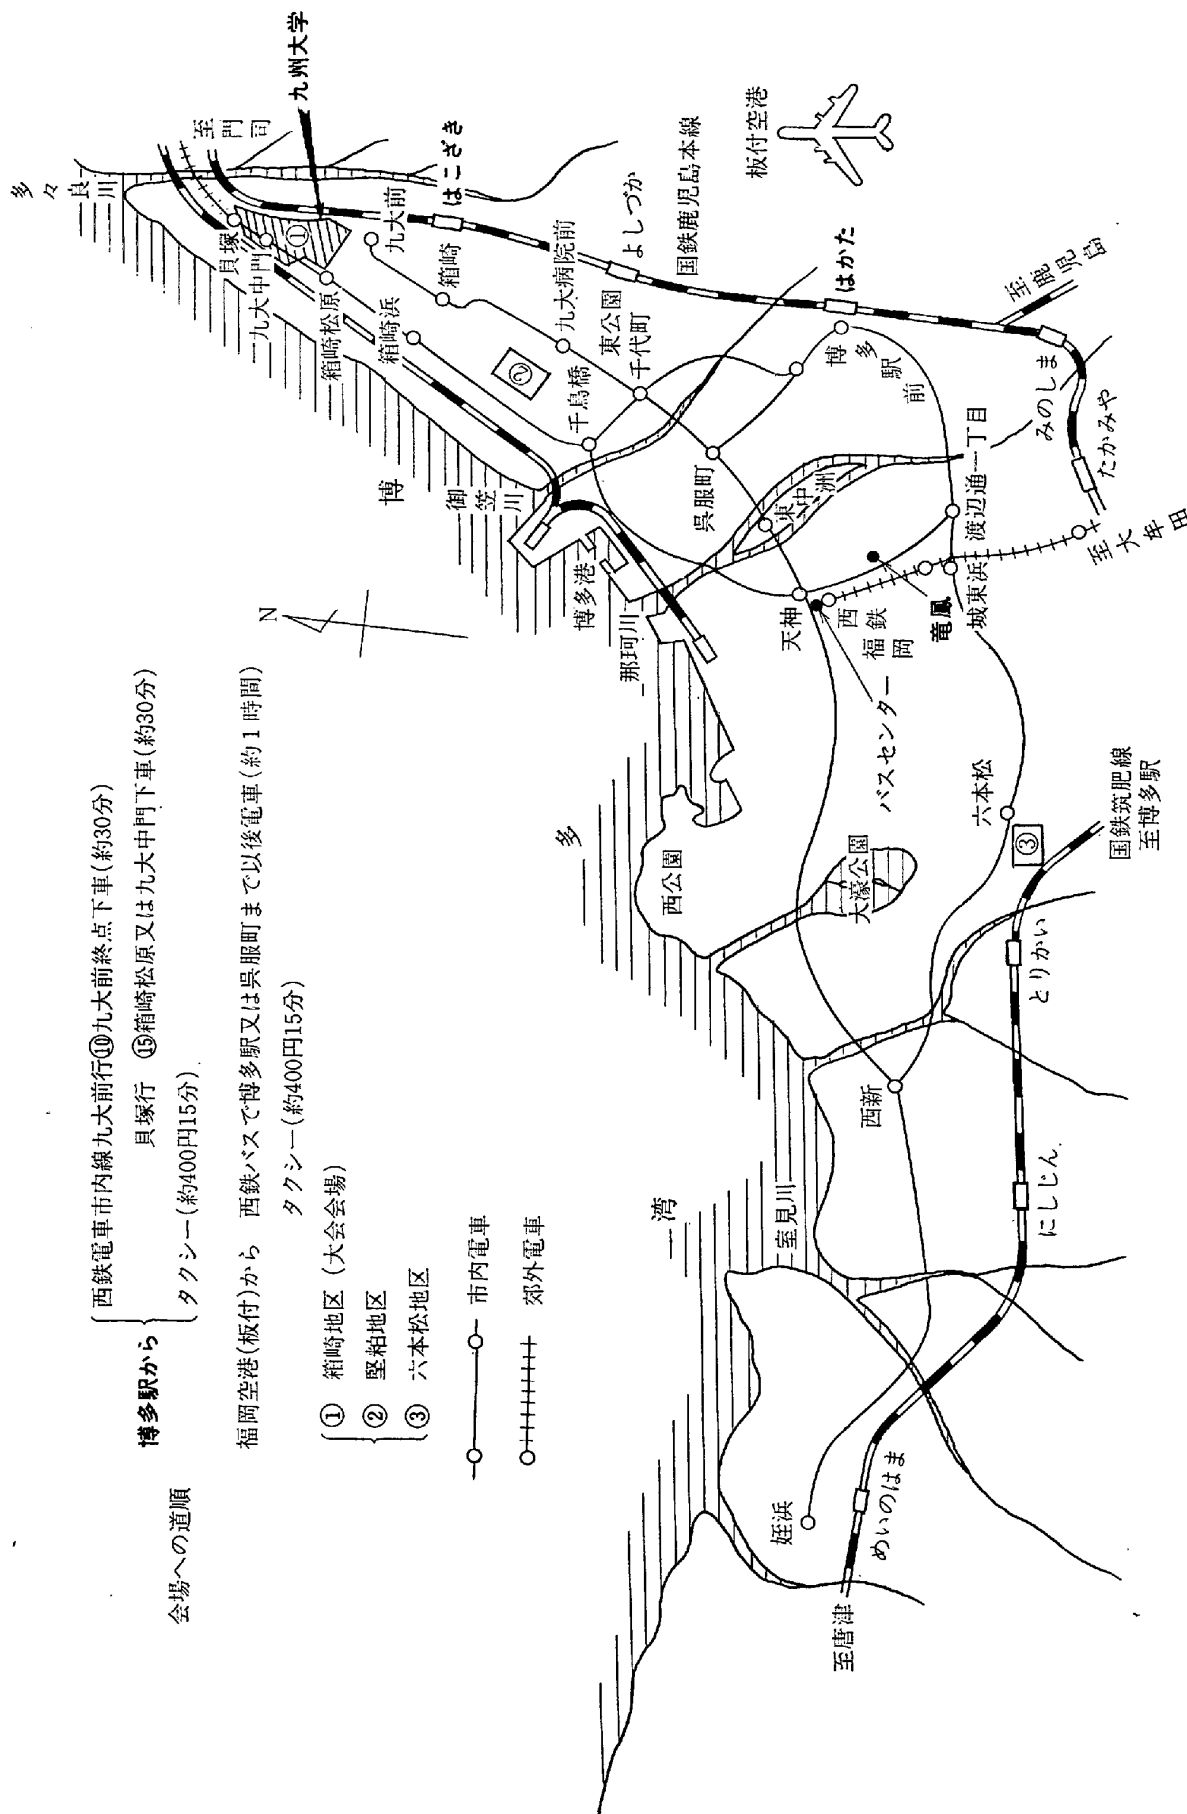 会場への道順
博多駅から
西鉄電車市内線九大前行⑩九大前終点下車(約30分)
貝塚行 ⑮箱崎松原又は九大中門下車(約30分)
タクシー(約400円15分)
福岡空港(板付)から 西鉄バスで博多駅又は呉服町まで以後電車(約1時間)
タクシー(約400円15分)
① 箱崎地区 (大会会場)
② 堅粕地区
③ 六本松地区
市内電車
郊外電車
N
多々良川
至門司
九州大学
貝塚
九大中門
①
箱崎松原
箱崎浜
九大前
はこざき
箱崎
九大病院前
②
東公園
千代町
千鳥橋
よしづか
国鉄鹿児島本線
板付空港
はかた
博多駅前
至鹿児島
みのしま
たかみや
博
多
湾
御笠川
博多港
那珂川
呉服町
東中洲
渡辺通一丁目
城東浜
至大牟田
天神
西鉄福岡
竜鳳
バスセンター
西公園
大濠公園
六本松
③
国鉄筑肥線
至博多駅
とりかい
西新
にしじん
室見川
姪浜
めいのはま
至唐津